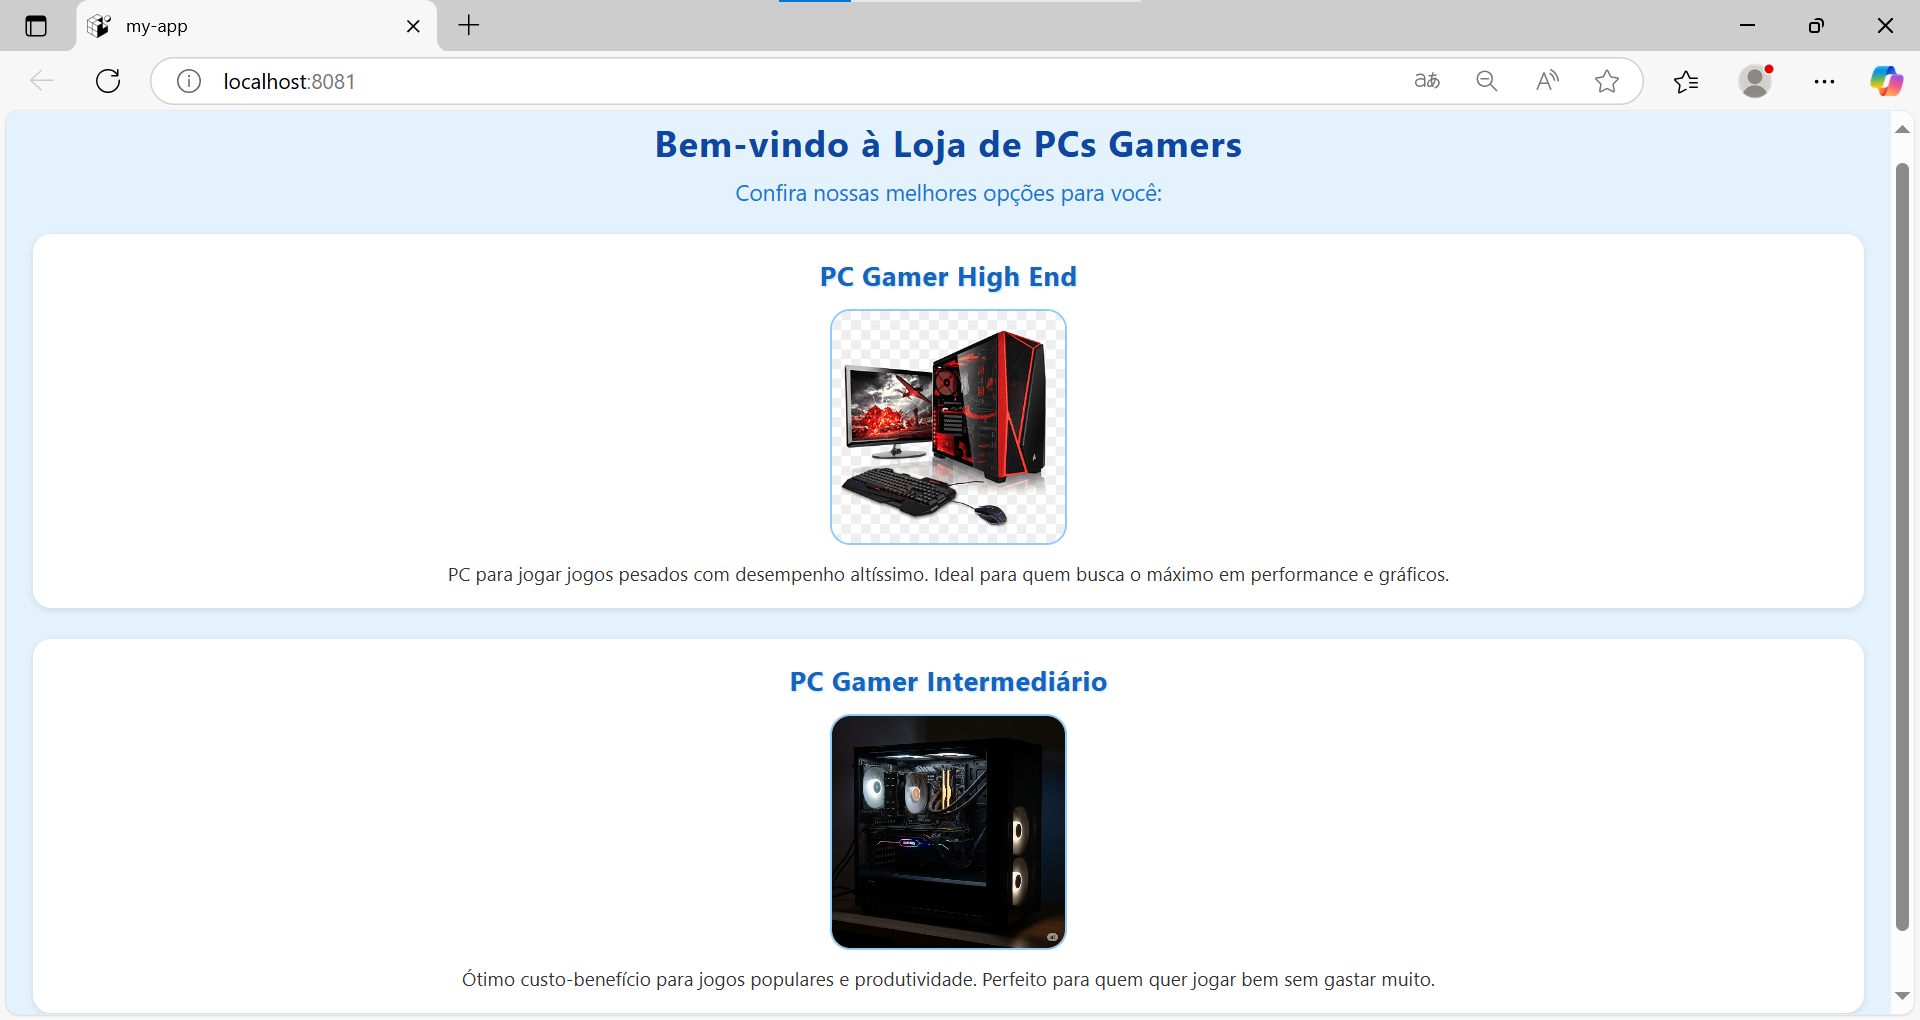 my-app
localhost:8081
aあ
A
Bem-vindo à Loja de PCs Gamers
Confira nossas melhores opções para você:
PC Gamer High End
PC para jogar jogos pesados com desempenho altíssimo. Ideal para quem busca o máximo em performance e gráficos.
PC Gamer Intermediário
Ótimo custo-benefício para jogos populares e produtividade. Perfeito para quem quer jogar bem sem gastar muito.